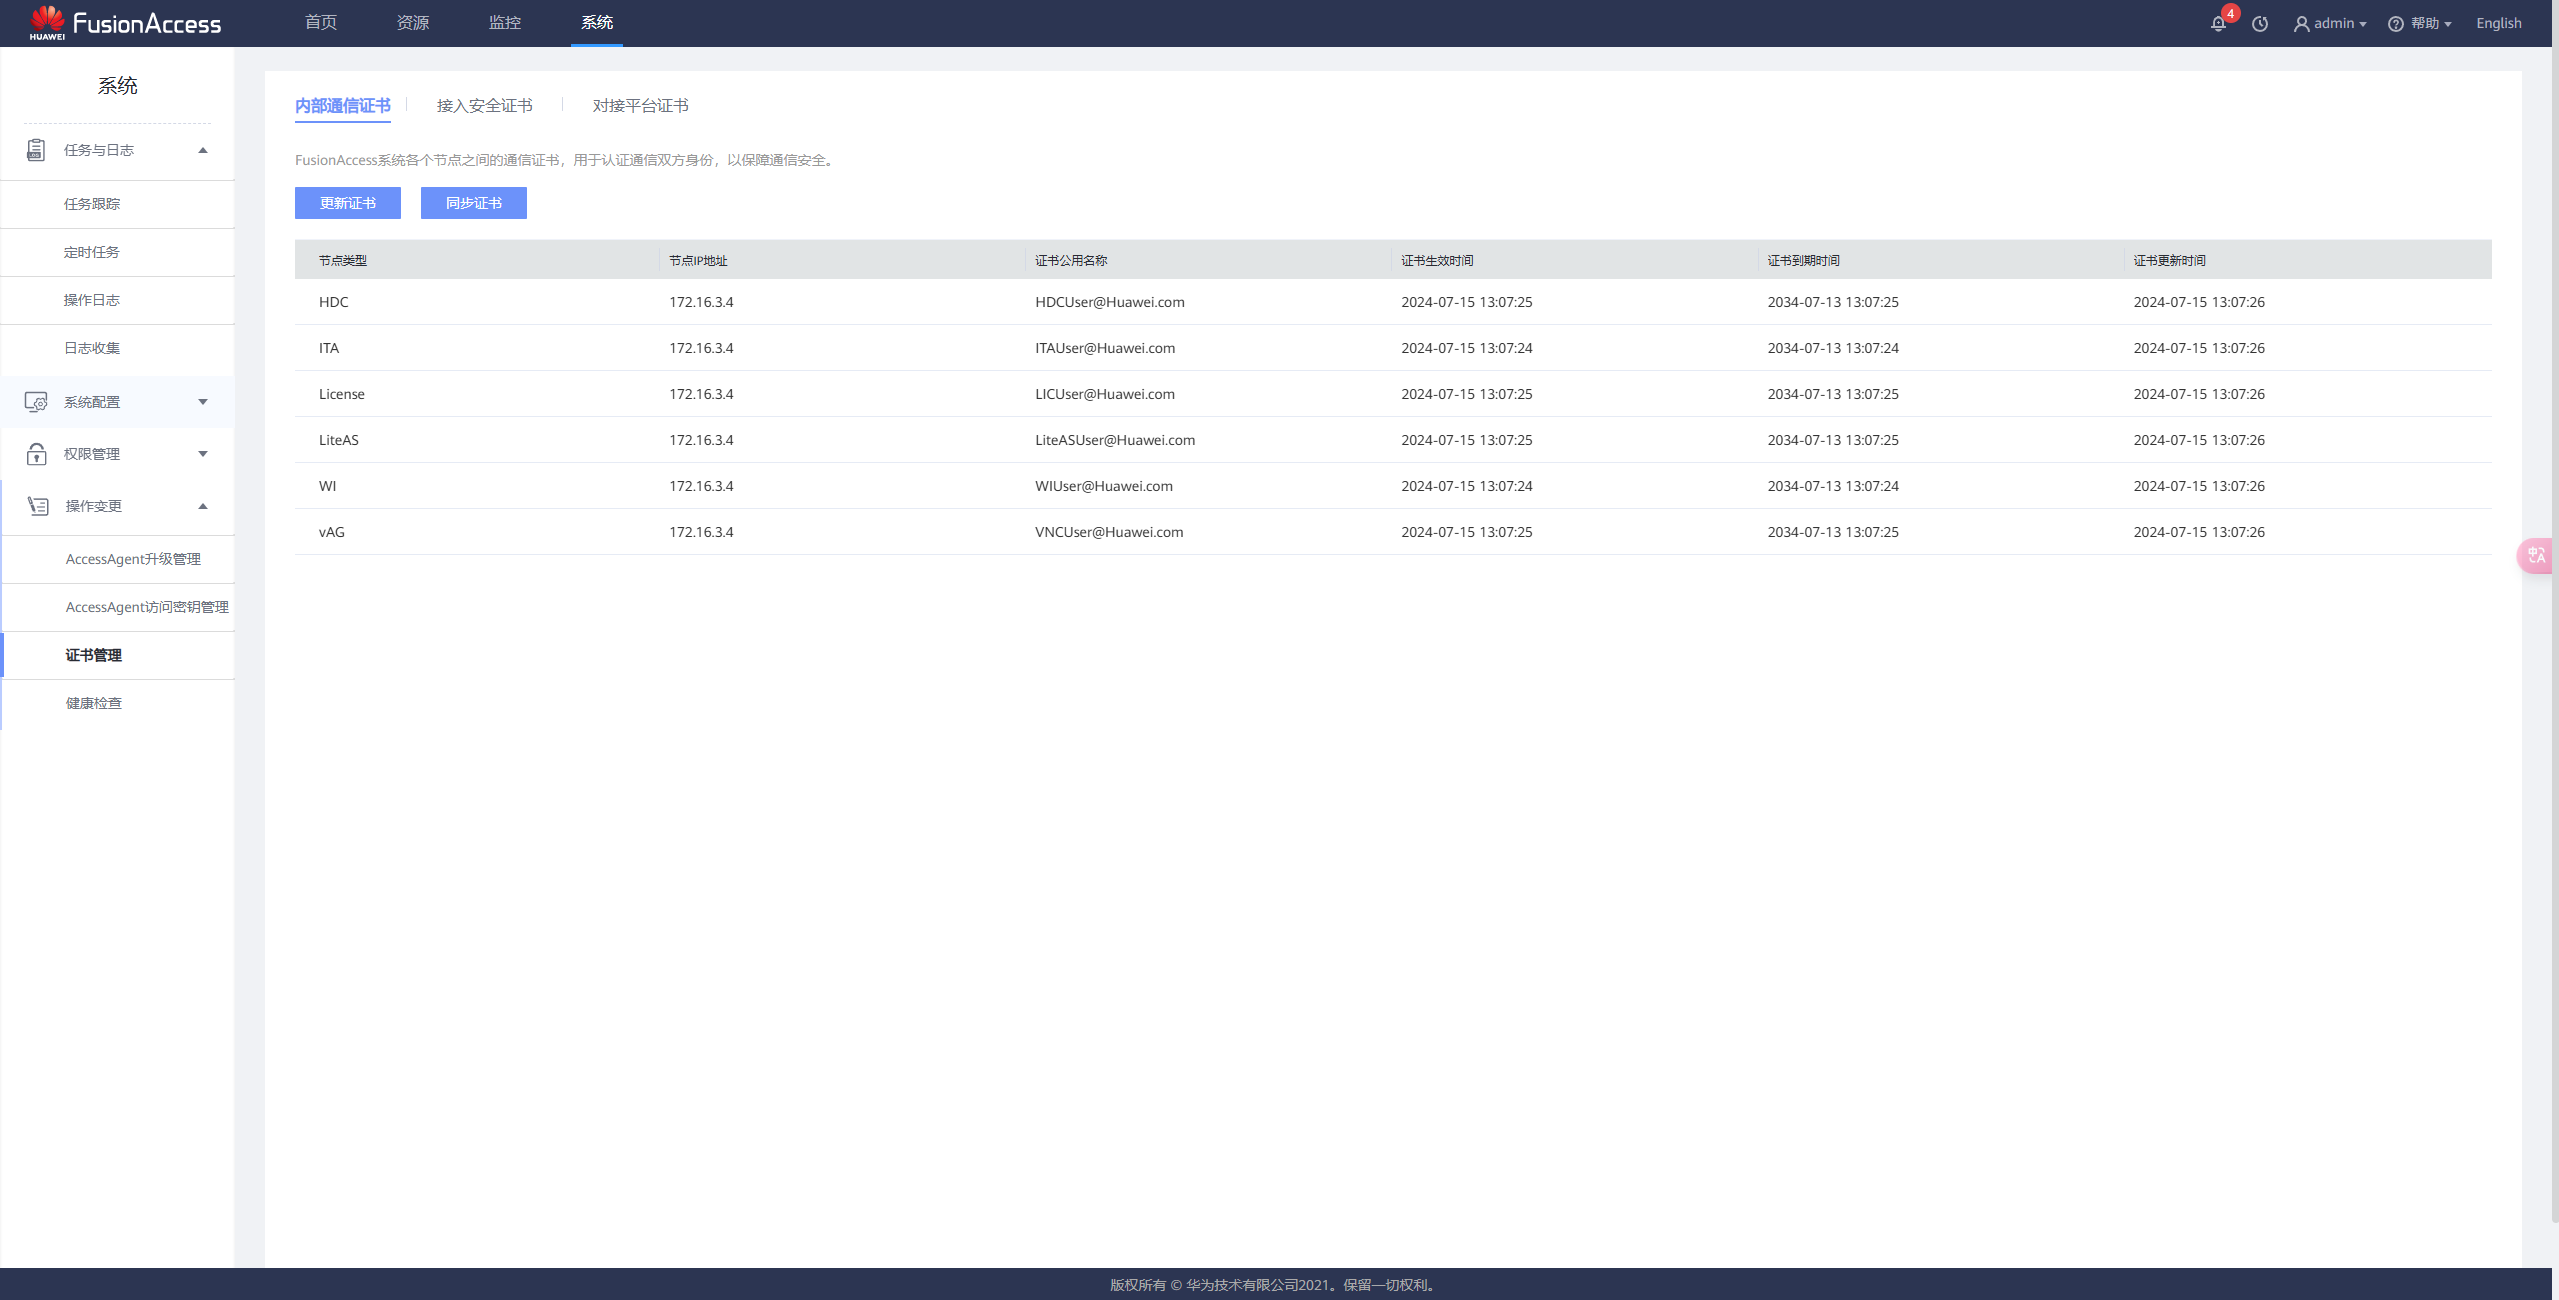 HUAWEI FusionAccess 首页 资源 监控 系统 4 admin 帮助 English
系统
任务与日志
任务跟踪
定时任务
操作日志
日志收集
系统配置
权限管理
操作变更
AccessAgent升级管理
AccessAgent访问密钥管理
证书管理
健康检查
内部通信证书 接入安全证书 对接平台证书
FusionAccess系统各个节点之间的通信证书，用于认证通信双方身份，以保障通信安全。
更新证书 同步证书
节点类型 节点IP地址 证书公用名称 证书生效时间 证书到期时间 证书更新时间
HDC 172.16.3.4 HDCUser@Huawei.com 2024-07-15 13:07:25 2034-07-13 13:07:25 2024-07-15 13:07:26
ITA 172.16.3.4 ITAUser@Huawei.com 2024-07-15 13:07:24 2034-07-13 13:07:24 2024-07-15 13:07:26
License 172.16.3.4 LICUser@Huawei.com 2024-07-15 13:07:25 2034-07-13 13:07:25 2024-07-15 13:07:26
LiteAS 172.16.3.4 LiteASUser@Huawei.com 2024-07-15 13:07:25 2034-07-13 13:07:25 2024-07-15 13:07:26
WI 172.16.3.4 WIUser@Huawei.com 2024-07-15 13:07:24 2034-07-13 13:07:24 2024-07-15 13:07:26
vAG 172.16.3.4 VNCUser@Huawei.com 2024-07-15 13:07:25 2034-07-13 13:07:25 2024-07-15 13:07:26
中A
版权所有 © 华为技术有限公司2021。保留一切权利。